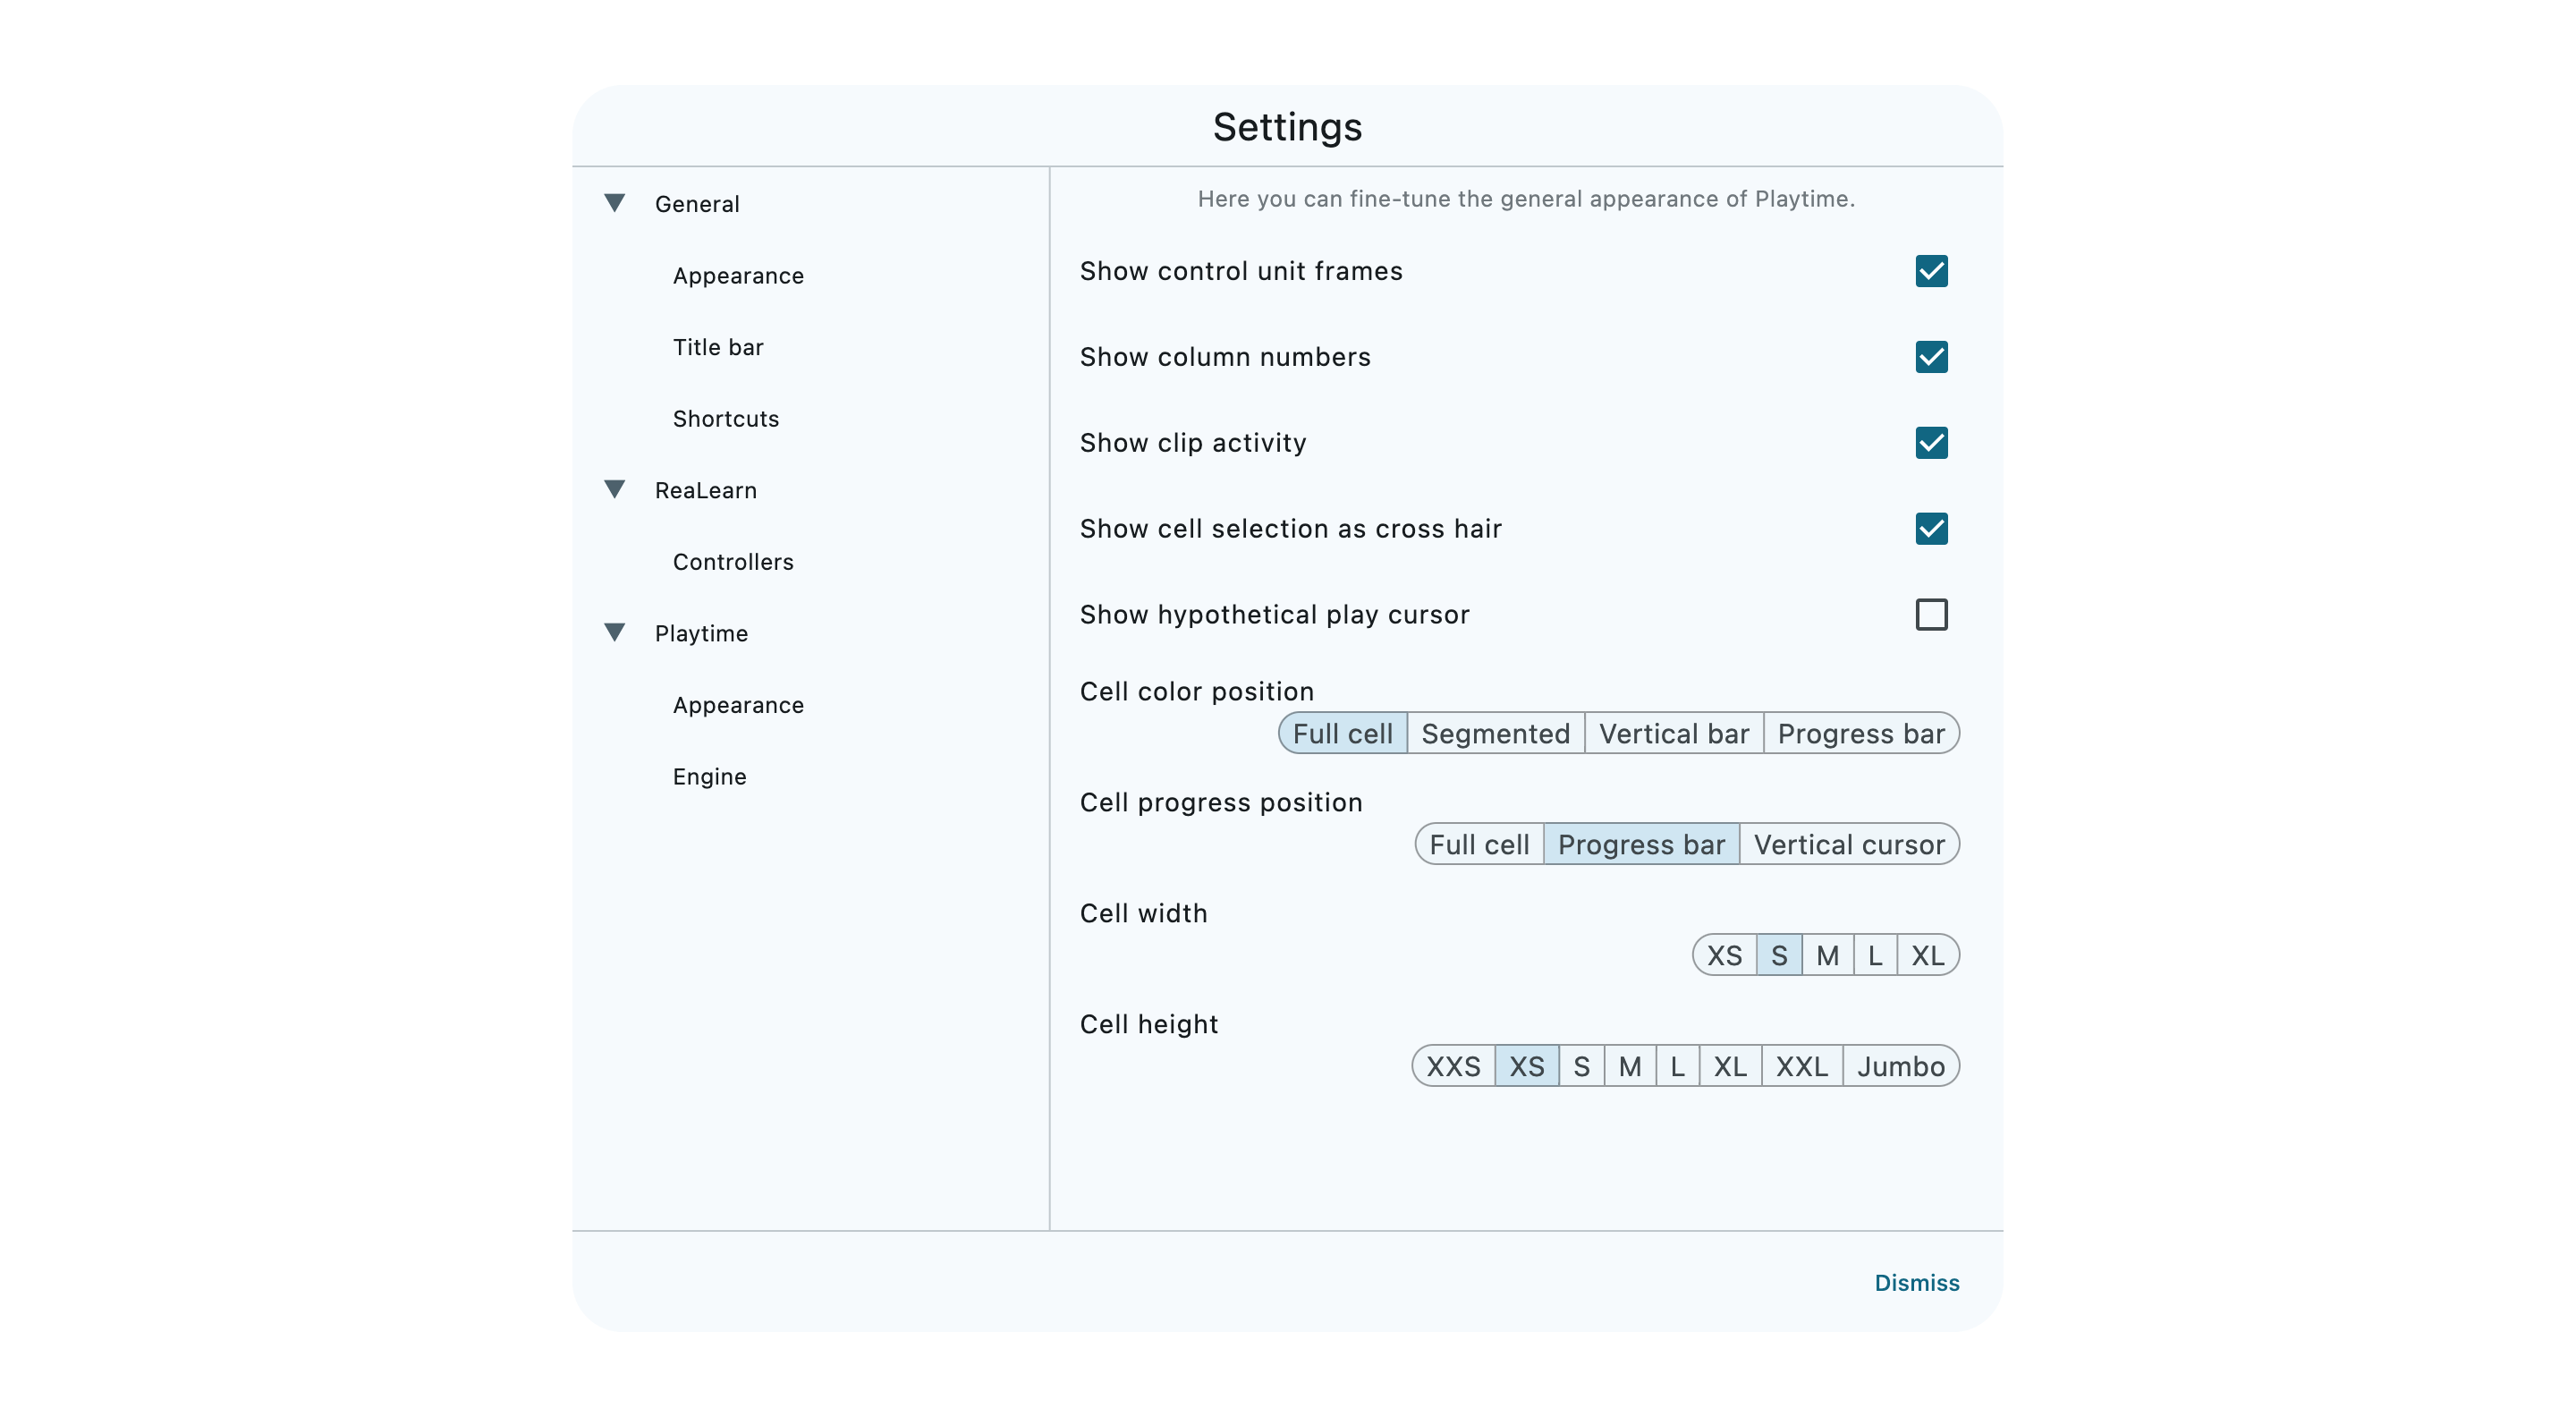 Settings
General
Appearance
Title bar
Shortcuts
ReaLearn
Controllers
Playtime
Appearance
Engine
Here you can fine-tune the general appearance of Playtime.
Show control unit frames
Show column numbers
Show clip activity
Show cell selection as cross hair
Show hypothetical play cursor
Cell color position
Full cell Segmented Vertical bar Progress bar
Cell progress position
Full cell Progress bar Vertical cursor
Cell width
XS S M L XL
Cell height
XXS XS S M L XL XXL Jumbo
Dismiss